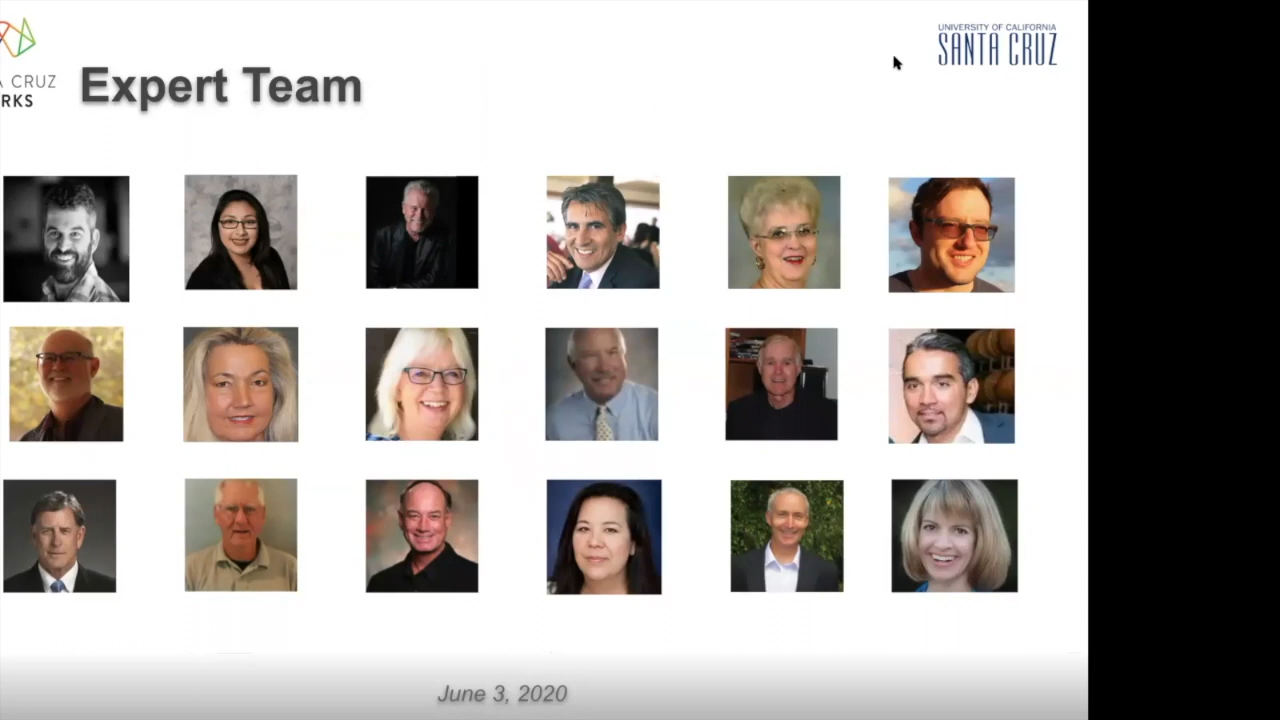 UNIVERSITY OF CALIFORNIA
SANTA CRUZ
A CRUZ
RKS
Expert Team
June 3, 2020